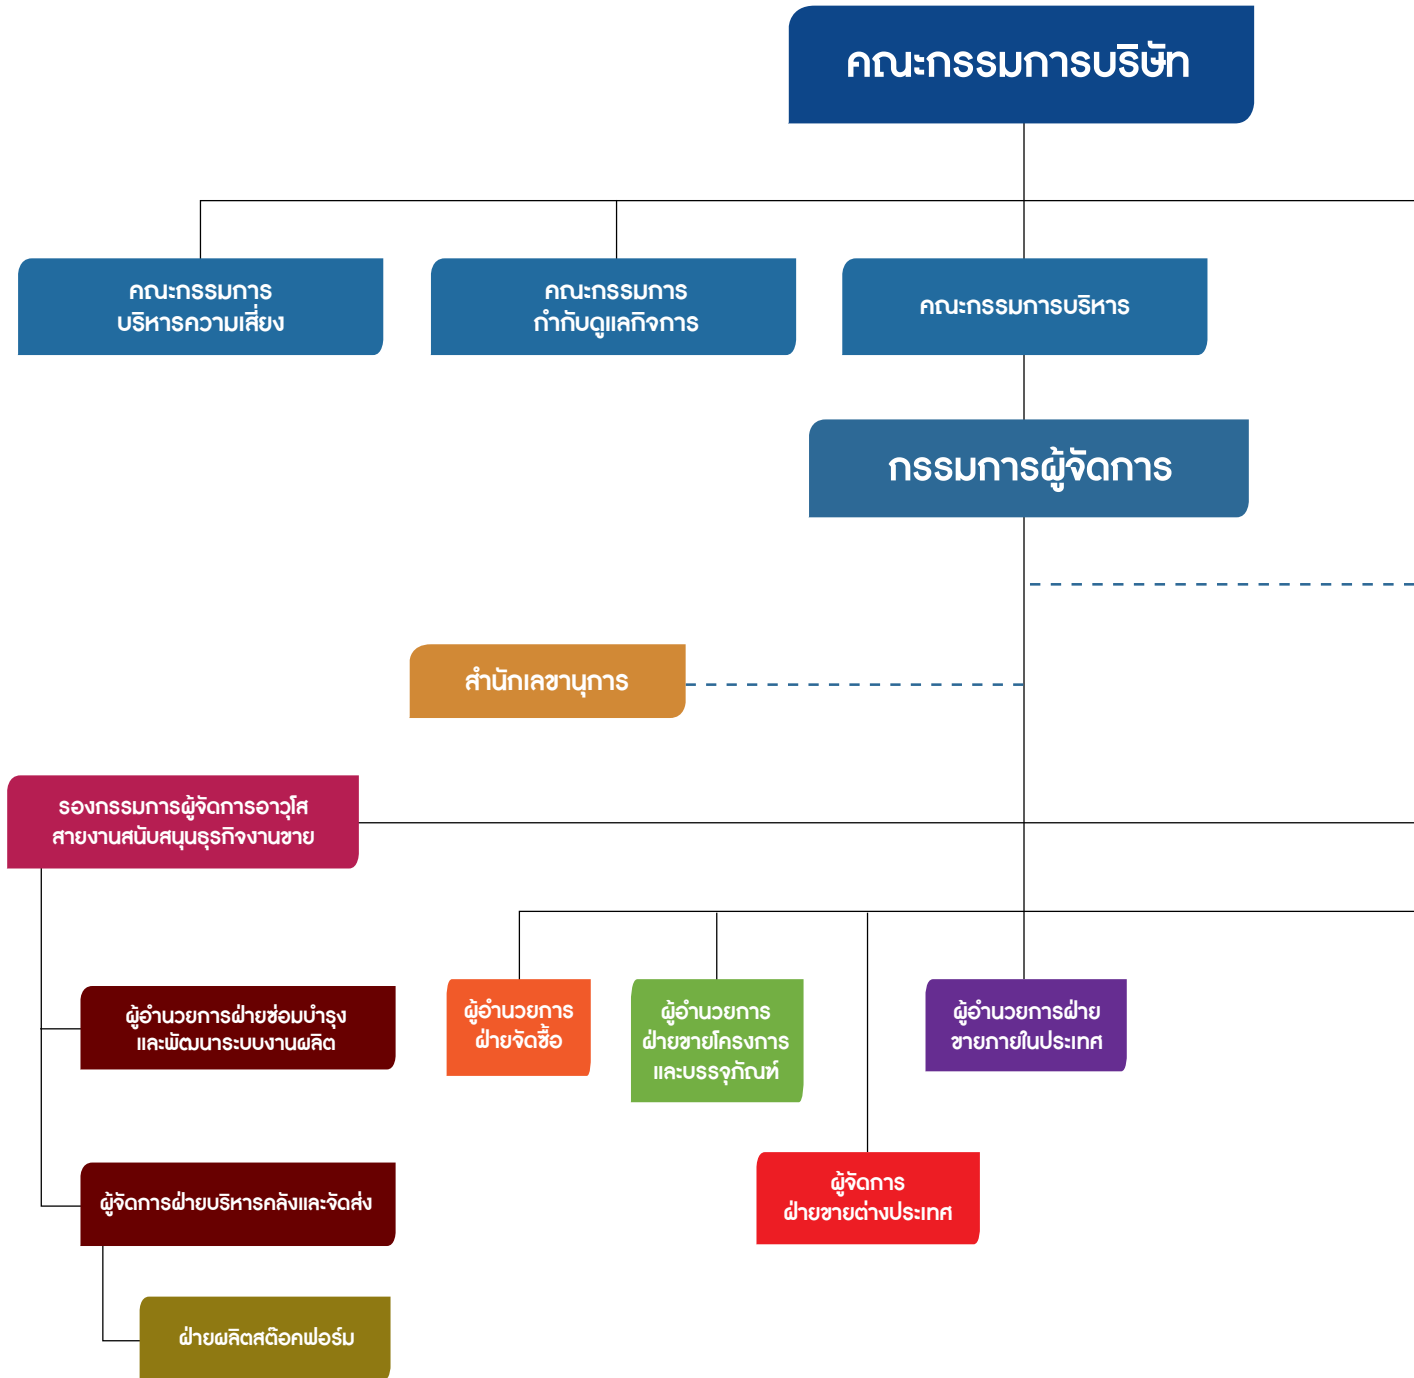 คณะกรรมการบริษัท
คณะกรรมการ
บริหารความเสี่ยง
คณะกรรมการ
กำกับดูแลกิจการ
คณะกรรมการบริหาร
กรรมการผู้จัดการ
สำนักเลขานุการ
รองกรรมการผู้จัดการอาวุโส
สายงานสนับสนุนธุรกิจงานขาย
ผู้อำนวยการฝ่ายซ่อมบำรุง
และพัฒนาระบบงานผลิต
ผู้อำนวยการ
ฝ่ายจัดซื้อ
ผู้อำนวยการ
ฝ่ายขายโครงการ
และบรรจุภัณฑ์
ผู้อำนวยการฝ่าย
ขายภายในประเทศ
ผู้จัดการ
ฝ่ายขายต่างประเทศ
ผู้จัดการฝ่ายบริหารคลังและจัดส่ง
ฝ่ายผลิตสต๊อคฟอร์ม